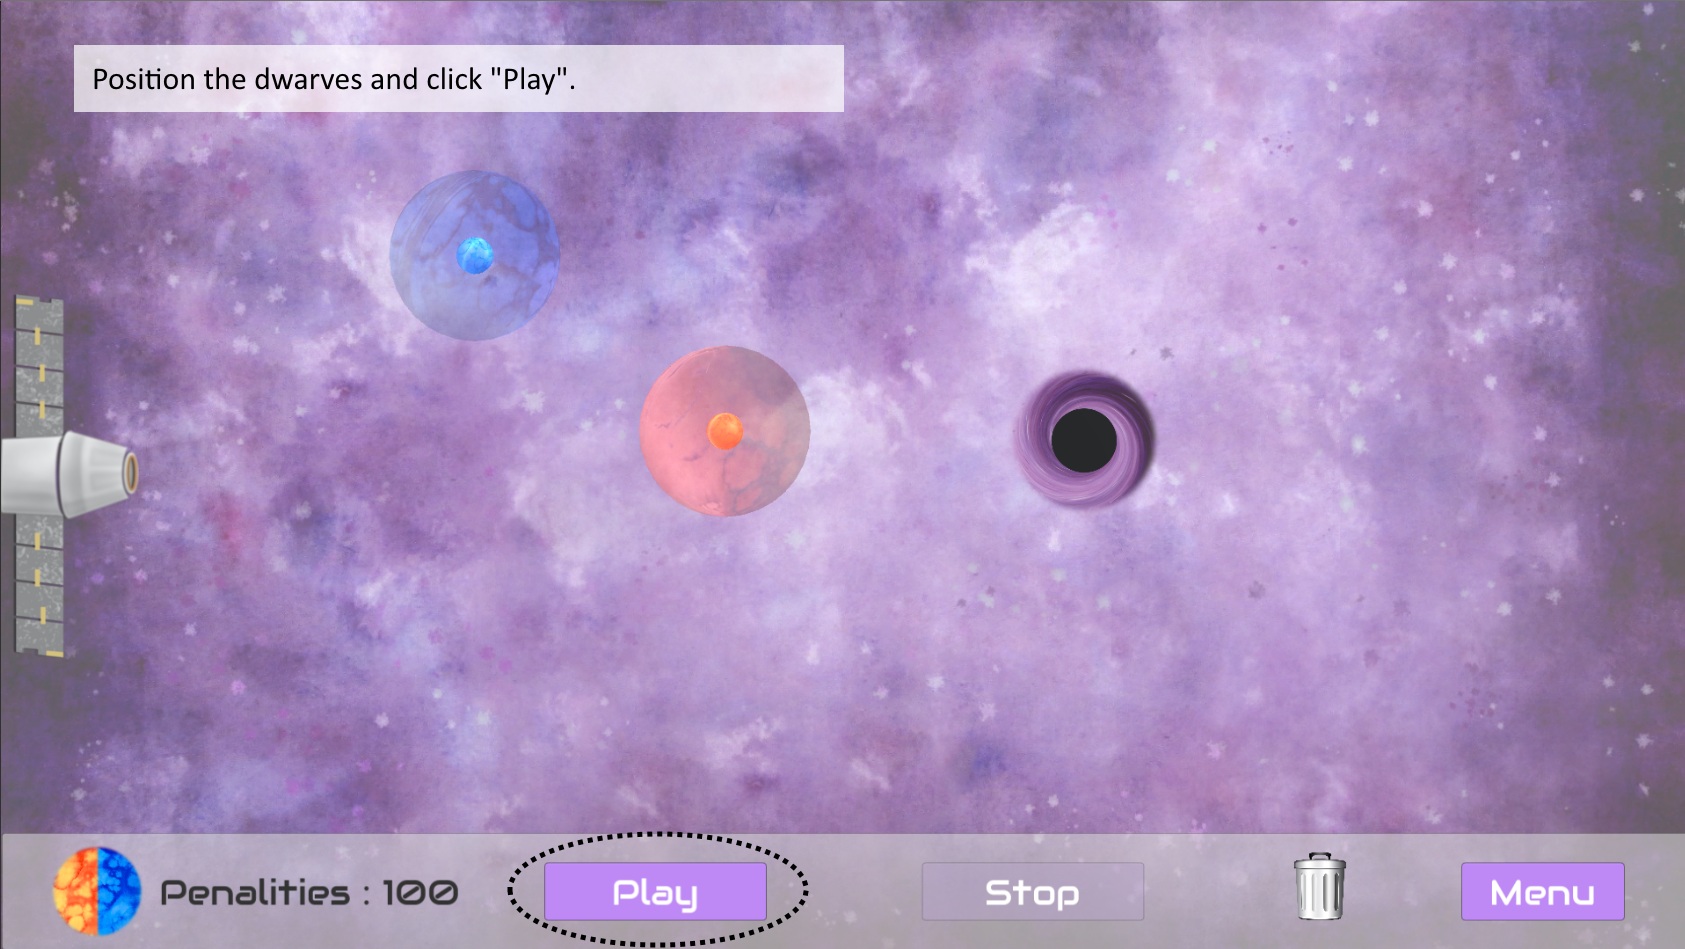 Position the dwarves and click "Play".
Penalities : 100
Play
Stop
Menu